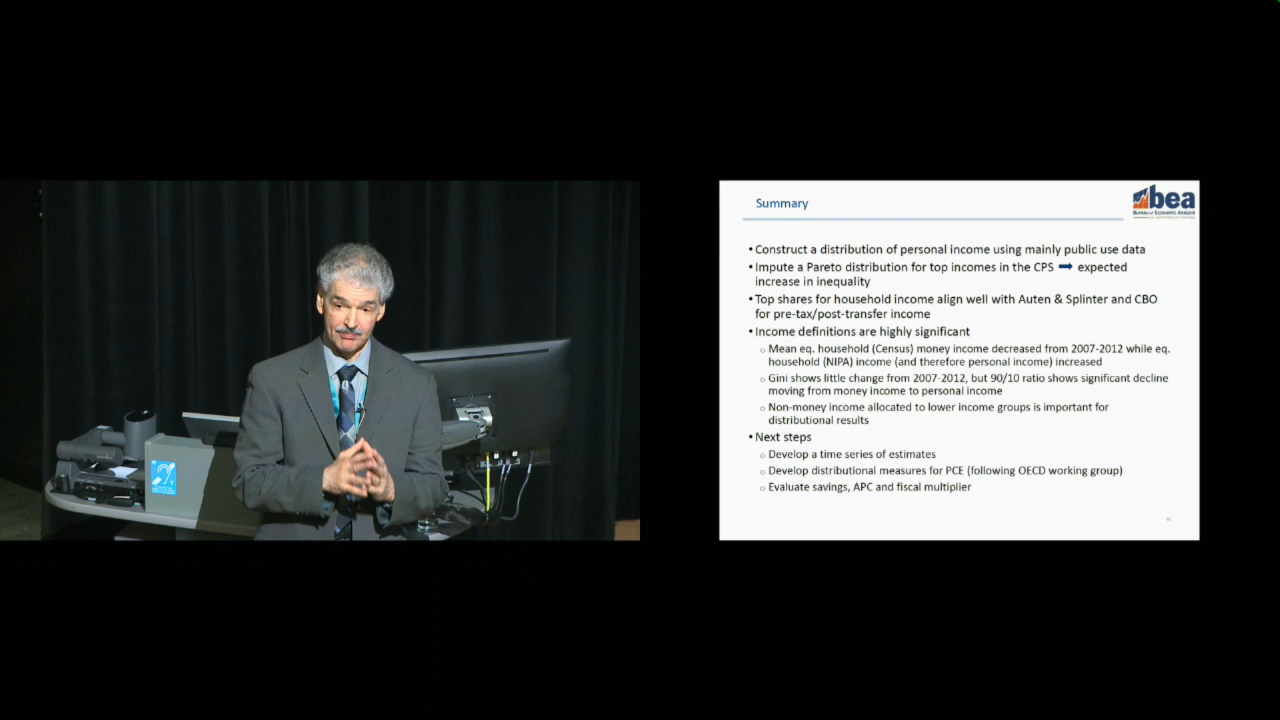 Summary
bea
Bureau of Economic Analysis
• Construct a distribution of personal income using mainly public use data
• Impute a Pareto distribution for top incomes in the CPS ➡ expected
increase in inequality
• Top shares for household income align well with Auten & Splinter and CBO
for pre-tax/post-transfer income
• Income definitions are highly significant
o Mean eq. household (Census) money income decreased from 2007-2012 while eq.
household (NIPA) income (and therefore personal income) increased
o Gini shows little change from 2007-2012, but 90/10 ratio shows significant decline
moving from money income to personal income
o Non-money income allocated to lower income groups is important for
distributional results
• Next steps
o Develop a time series of estimates
o Develop distributional measures for PCE (following OECD working group)
o Evaluate savings, APC and fiscal multiplier